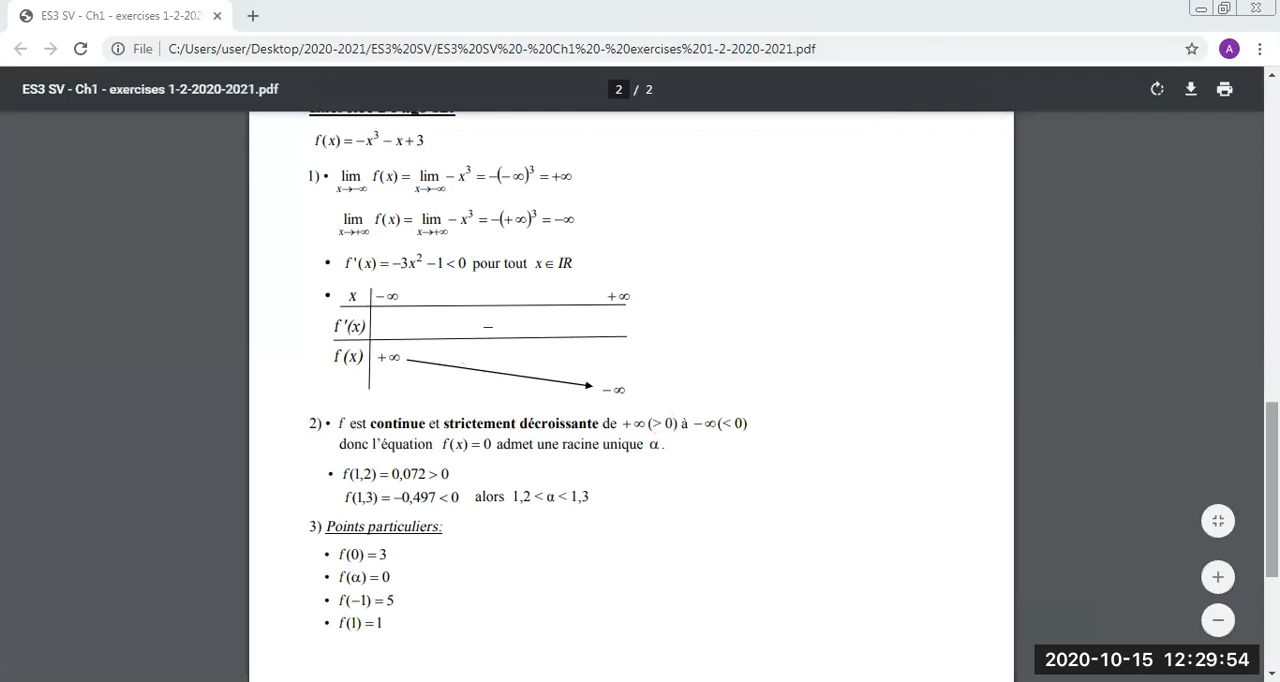 ES3 SV - Ch1 - exercises 1-2-202
File C:/Users/user/Desktop/2020-2021/ES3%20SV/ES3%20SV%20-%20Ch1%20-%20exercises%201-2-2020-2021.pdf
A
ES3 SV - Ch1 - exercises 1-2-2020-2021.pdf
2 / 2
f(x) = −x³ − x + 3
1) • lim x→−∞ f(x) = lim x→−∞ − x³ = −(−∞)³ = +∞
lim x→+∞ f(x) = lim x→+∞ − x³ = −(+∞)³ = −∞
• f'(x) = −3x² − 1 < 0 pour tout x ∈ IR
• x −∞ +∞
f'(x) −
f(x) +∞
−∞
2) • f est continue et strictement décroissante de +∞(> 0) à −∞(< 0)
donc l'équation f(x) = 0 admet une racine unique α.
• f(1,2) = 0,072 > 0
f(1,3) = −0,497 < 0 alors 1,2 < α < 1,3
3) Points particuliers:
• f(0) = 3
• f(α) = 0
• f(−1) = 5
• f(1) = 1
2020-10-15 12:29:54